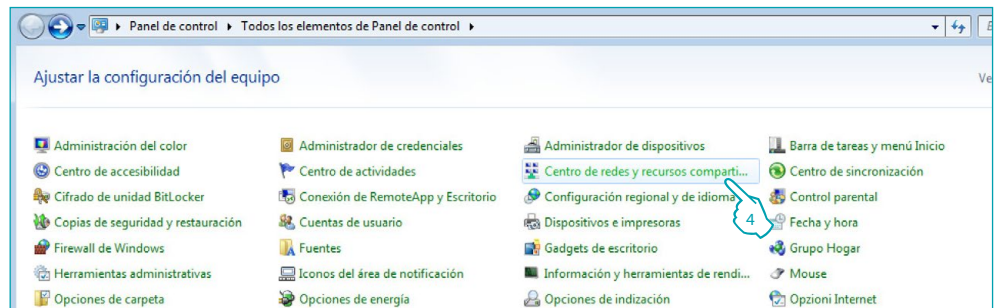 Panel de control ▸ Todos los elementos de Panel de control ▸
Ajustar la configuración del equipo
Ve
Administración del color
Administrador de credenciales
Administrador de dispositivos
Barra de tareas y menú Inicio
Centro de accesibilidad
Centro de actividades
Centro de redes y recursos comparti...
Centro de sincronización
Cifrado de unidad BitLocker
Conexión de RemoteApp y Escritorio
Configuración regional y de idioma
Control parental
Copias de seguridad y restauración
Cuentas de usuario
Dispositivos e impresoras
4
Fecha y hora
Firewall de Windows
Fuentes
Gadgets de escritorio
Grupo Hogar
Herramientas administrativas
Iconos del área de notificación
Información y herramientas de rendi...
Mouse
Opciones de carpeta
Opciones de energía
Opciones de indización
Opzioni Internet